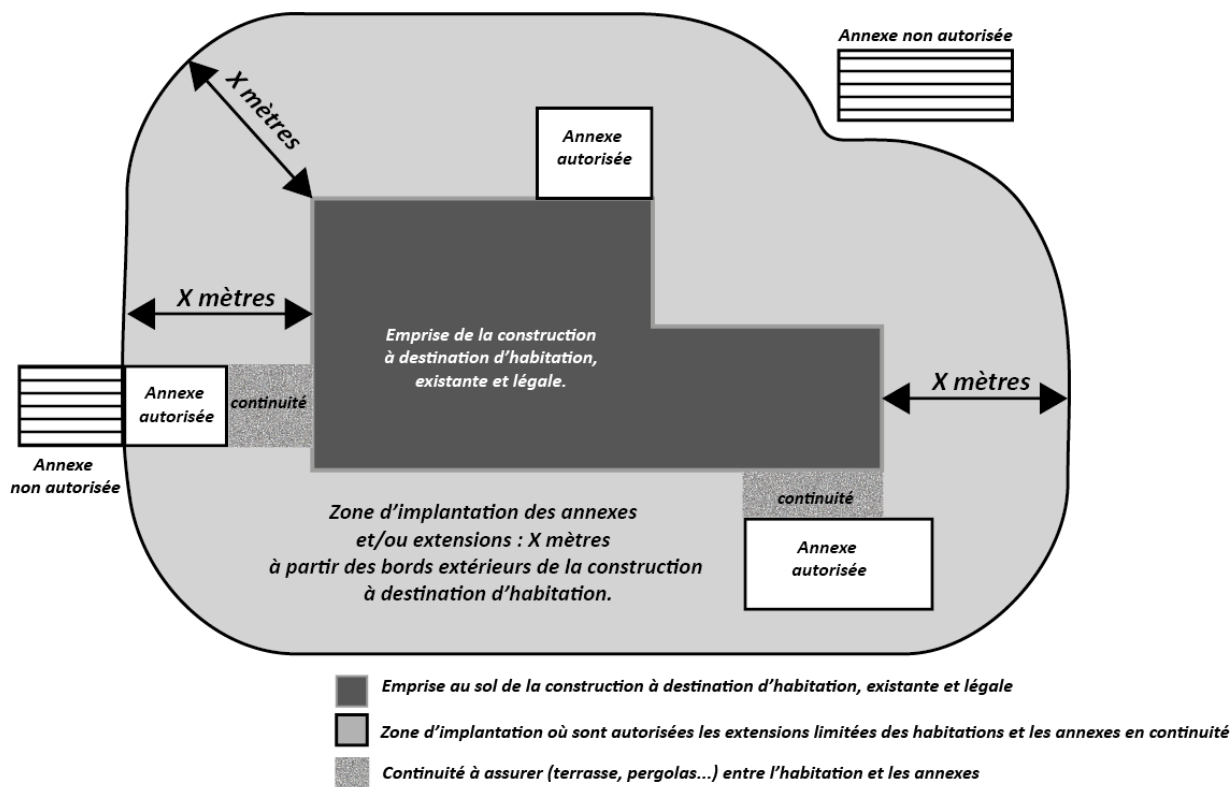 Annexe non autorisée
X mètres
Annexe
autorisée
X mètres
Emprise de la construction
à destination d'habitation,
existante et légale.
X mètres
Annexe
autorisée
continuité
Annexe
non autorisée
continuité
Zone d'implantation des annexes
et/ou extensions : X mètres
à partir des bords extérieurs de la construction
à destination d'habitation.
Annexe
autorisée
Emprise au sol de la construction à destination d'habitation, existante et légale
Zone d'implantation où sont autorisées les extensions limitées des habitations et les annexes en continuité
Continuité à assurer (terrasse, pergolas...) entre l'habitation et les annexes